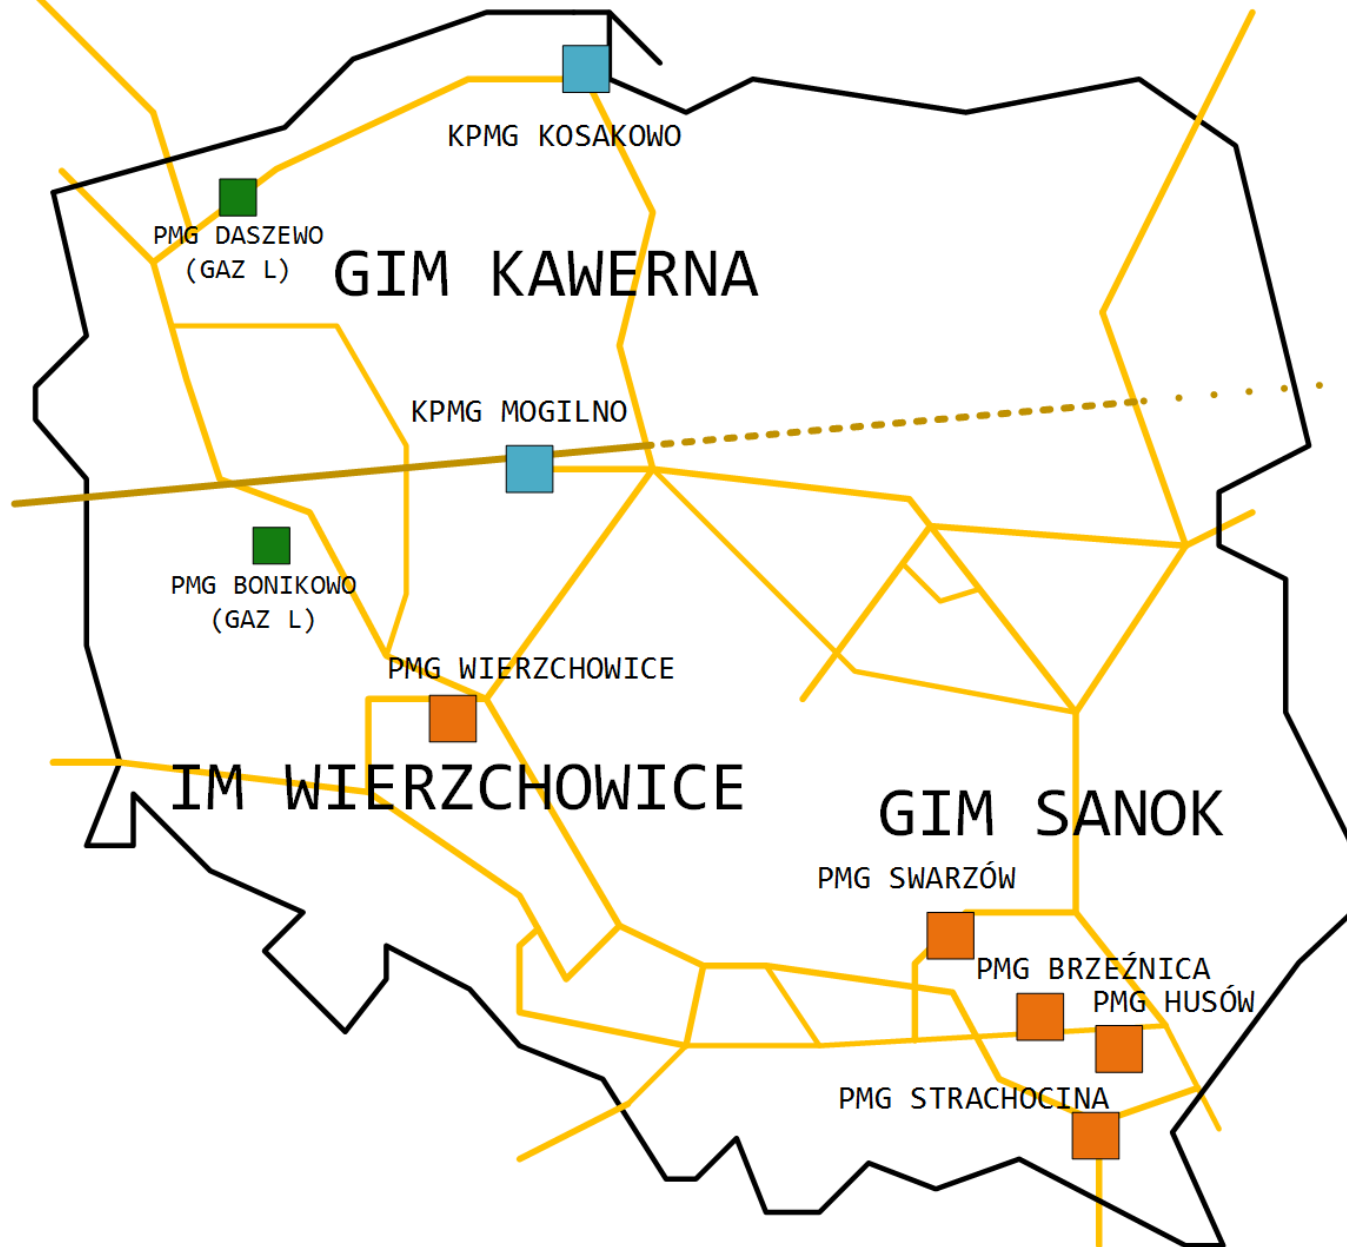 KPMG KOSAKOWO
PMG DASZEWO
(GAZ L)
GIM KAWERNA
KPMG MOGILNO
PMG BONIKOWO
(GAZ L)
PMG WIERZCHOWICE
IM WIERZCHOWICE
GIM SANOK
PMG SWARZÓW
PMG BRZEŹNICA
PMG HUSÓW
PMG STRACHOCINA